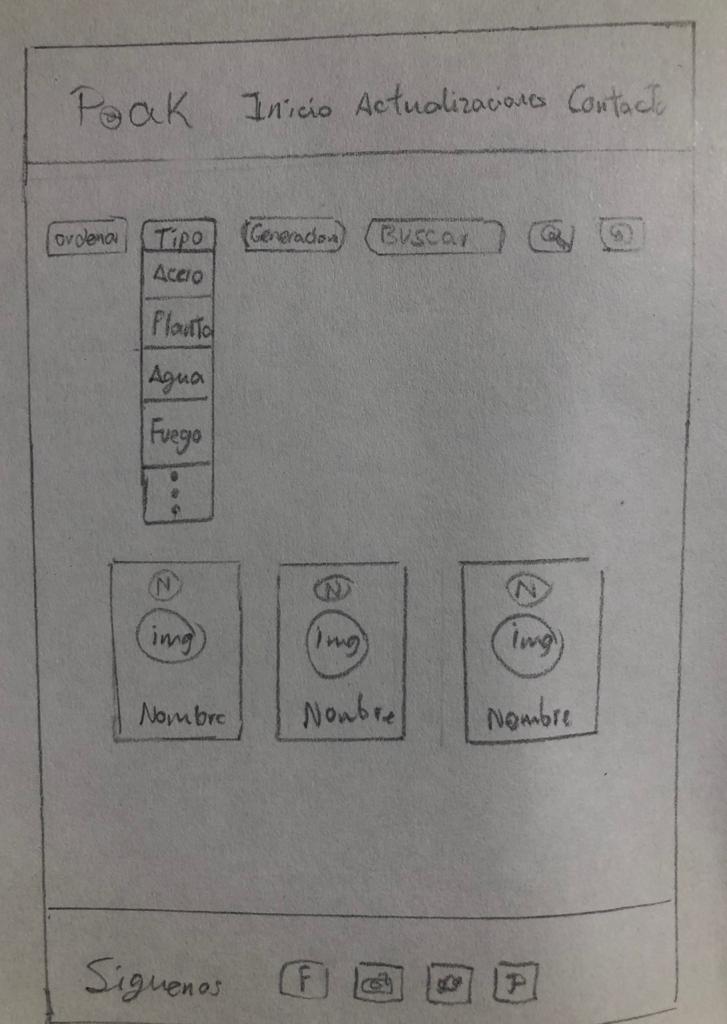 Poak Inicio Actualizaciones Contacto
ordenar Tipo Generacion Buscar
Acero
Planta
Agua
Fuego
N N N
img img img
Nombre Nombre Nombre
Siguenos F P